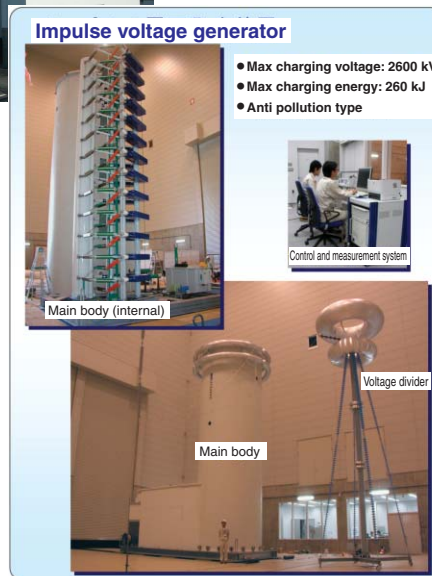 Impulse voltage generator
● Max charging voltage: 2600 kV
● Max charging energy: 260 kJ
● Anti pollution type
Control and measurement system
Main body (internal)
Voltage divider
Main body